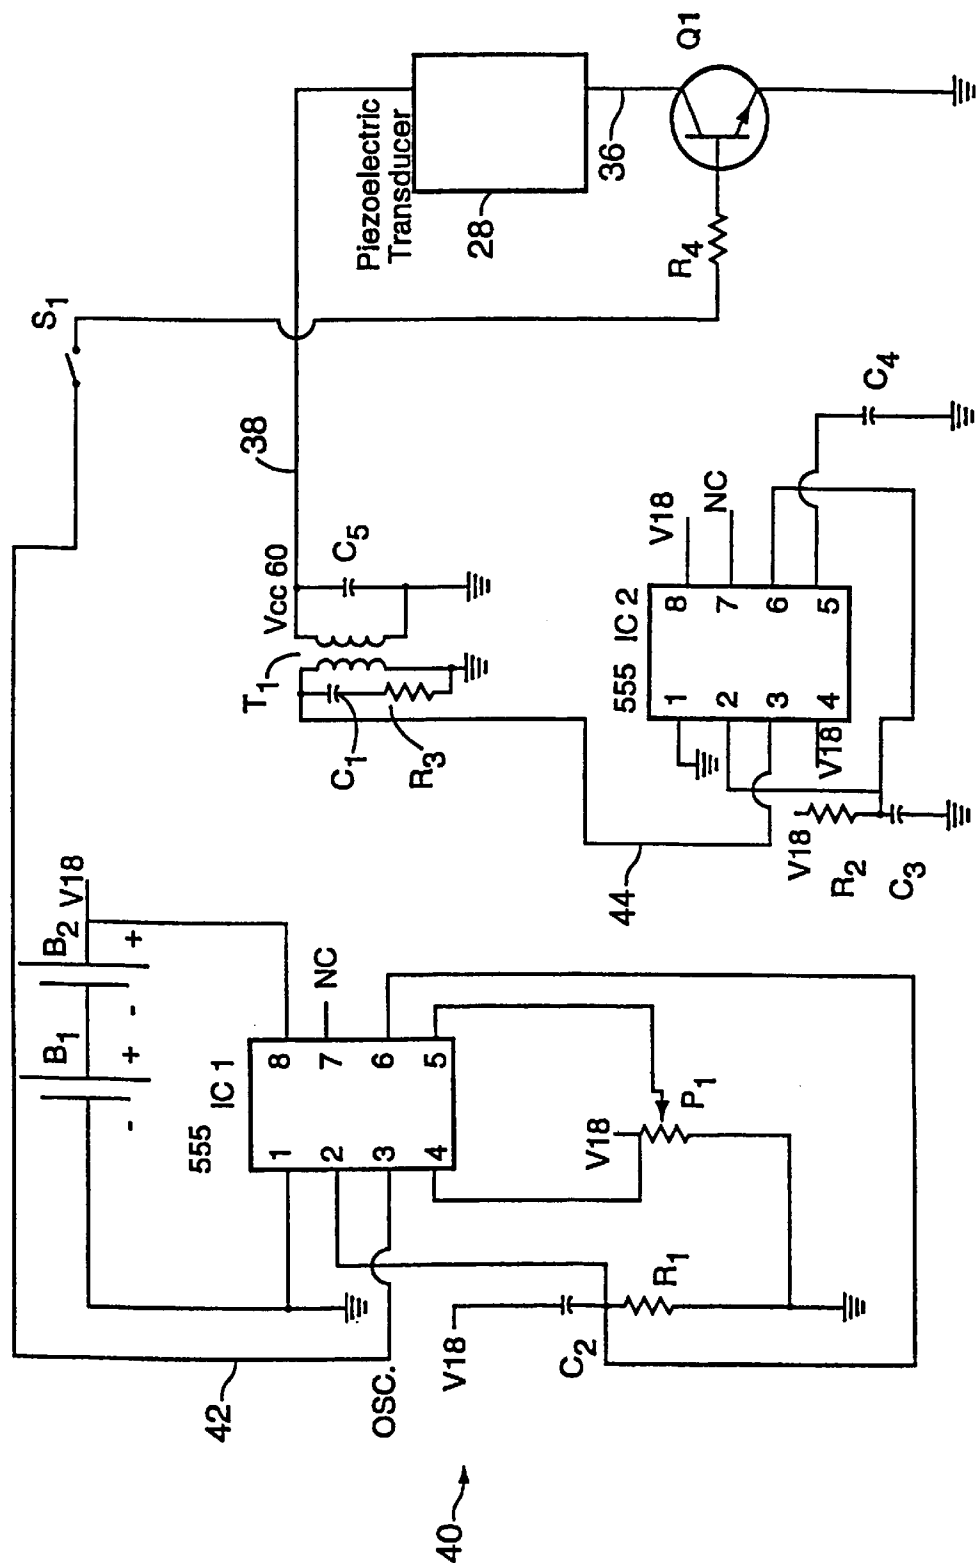 S1
Q1
Piezoelectric
Transducer
28
36
R4
38
Vcc 60
C5
T1
C1
R3
44
555 IC 2
1
2
3
4
8
7
6
5
V18
NC
V18
V18
R2
C3
C4
B1
B2
V18
- +
- +
555 IC 1
1
2
3
4
8
7
6
5
NC
42
OSC.
V18
C2
R1
V18
P1
40